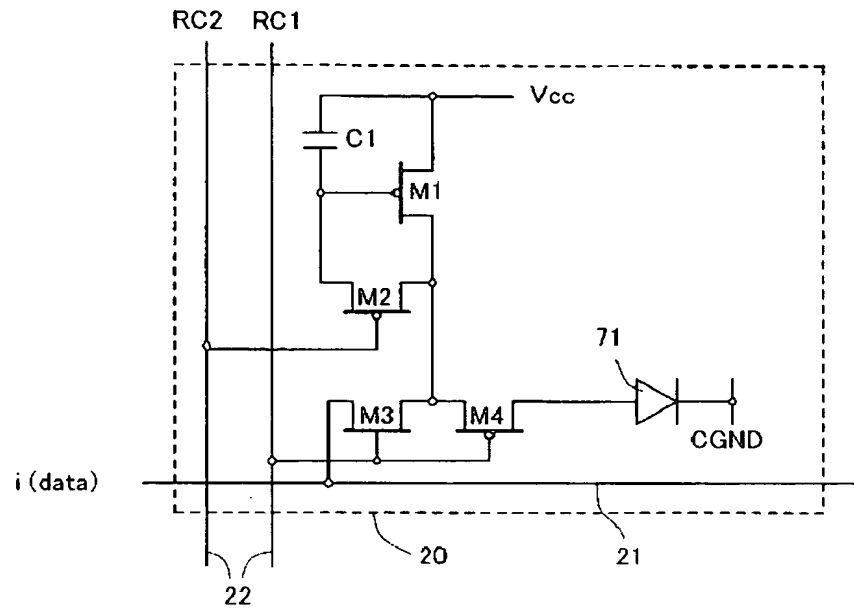 RC2 RC1
Vcc
C1
M1
M2
71
M3 M4
CGND
i(data)
20 21
22